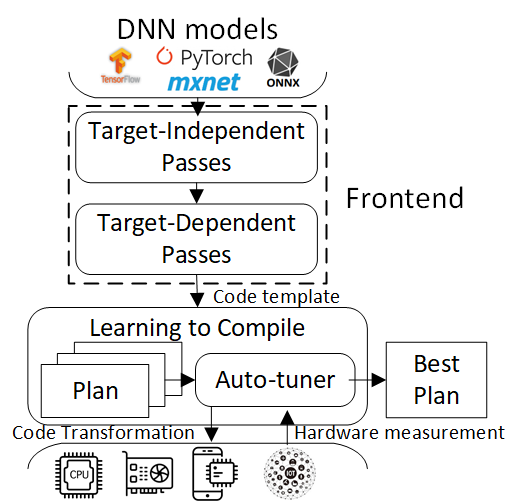 DNN models
TensorFlow
PyTorch
mxnet
ONNX
Target-Independent
Passes
Target-Dependent
Passes
Frontend
Code template
Learning to Compile
Plan
Auto-tuner
Best
Plan
Code Transformation
Hardware measurement
CPU
IOT